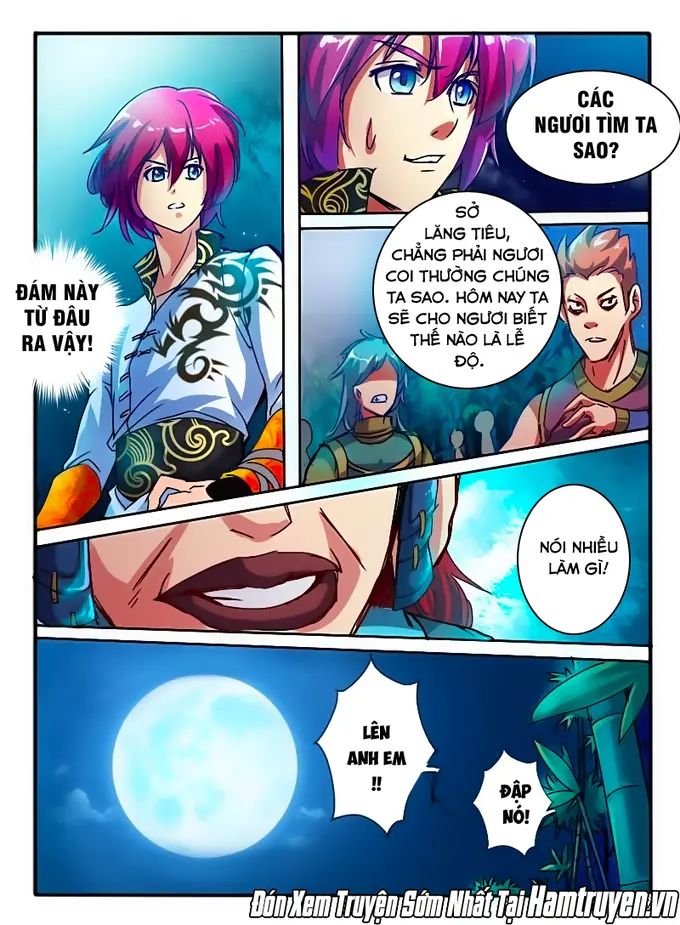 ĐÁM NÀY
TỪ ĐÂU
RA VẬY!
CÁC
NGƯƠI TÌM TA
SAO?
SỞ
LĂNG TIÊU,
CHẲNG PHẢI NGƯƠI
COI THƯỜNG CHÚNG
TA SAO. HÔM NAY TA
SẼ CHO NGƯƠI BIẾT
THẾ NÀO LÀ LỄ
ĐỘ.
NÓI NHIỀU
LÀM GÌ!
LÊN
ANH EM
!!
ĐẬP
NÓ!
Đón Xem Truyện Sớm Nhất Tại Hamtruyen.vn